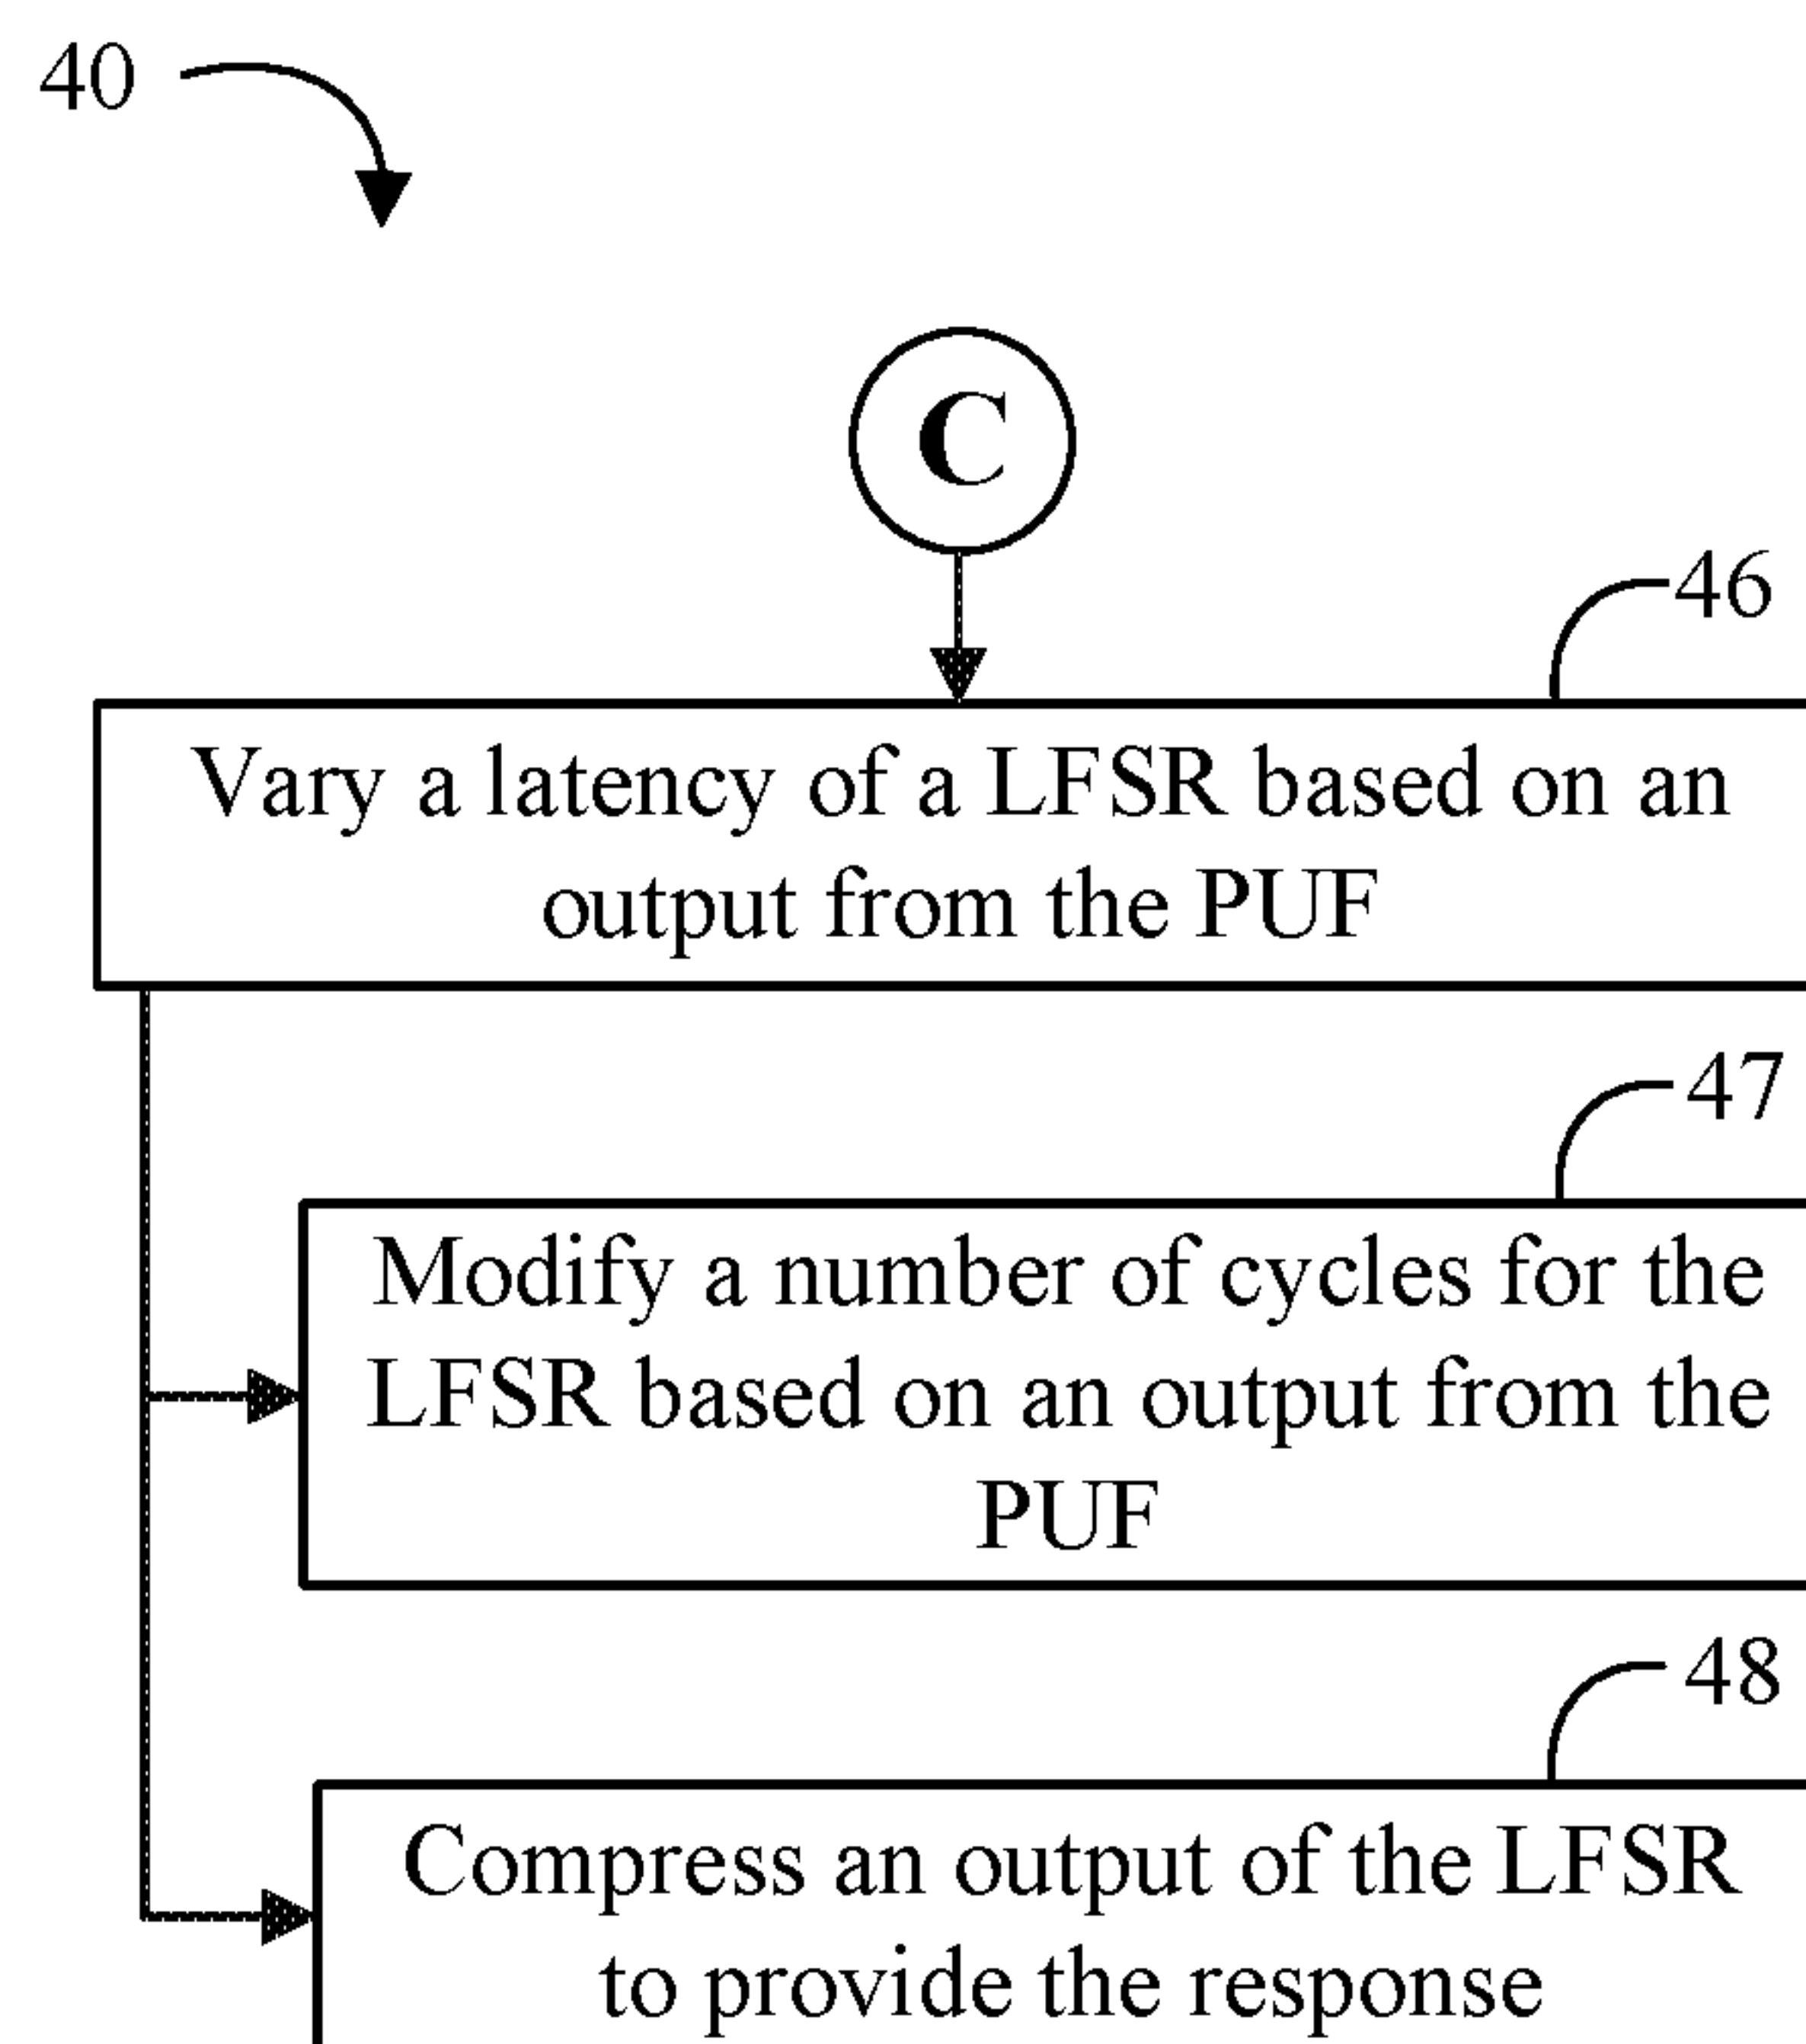 40
C
46
Vary a latency of a LFSR based on an
output from the PUF
47
Modify a number of cycles for the
LFSR based on an output from the
PUF
48
Compress an output of the LFSR
to provide the response